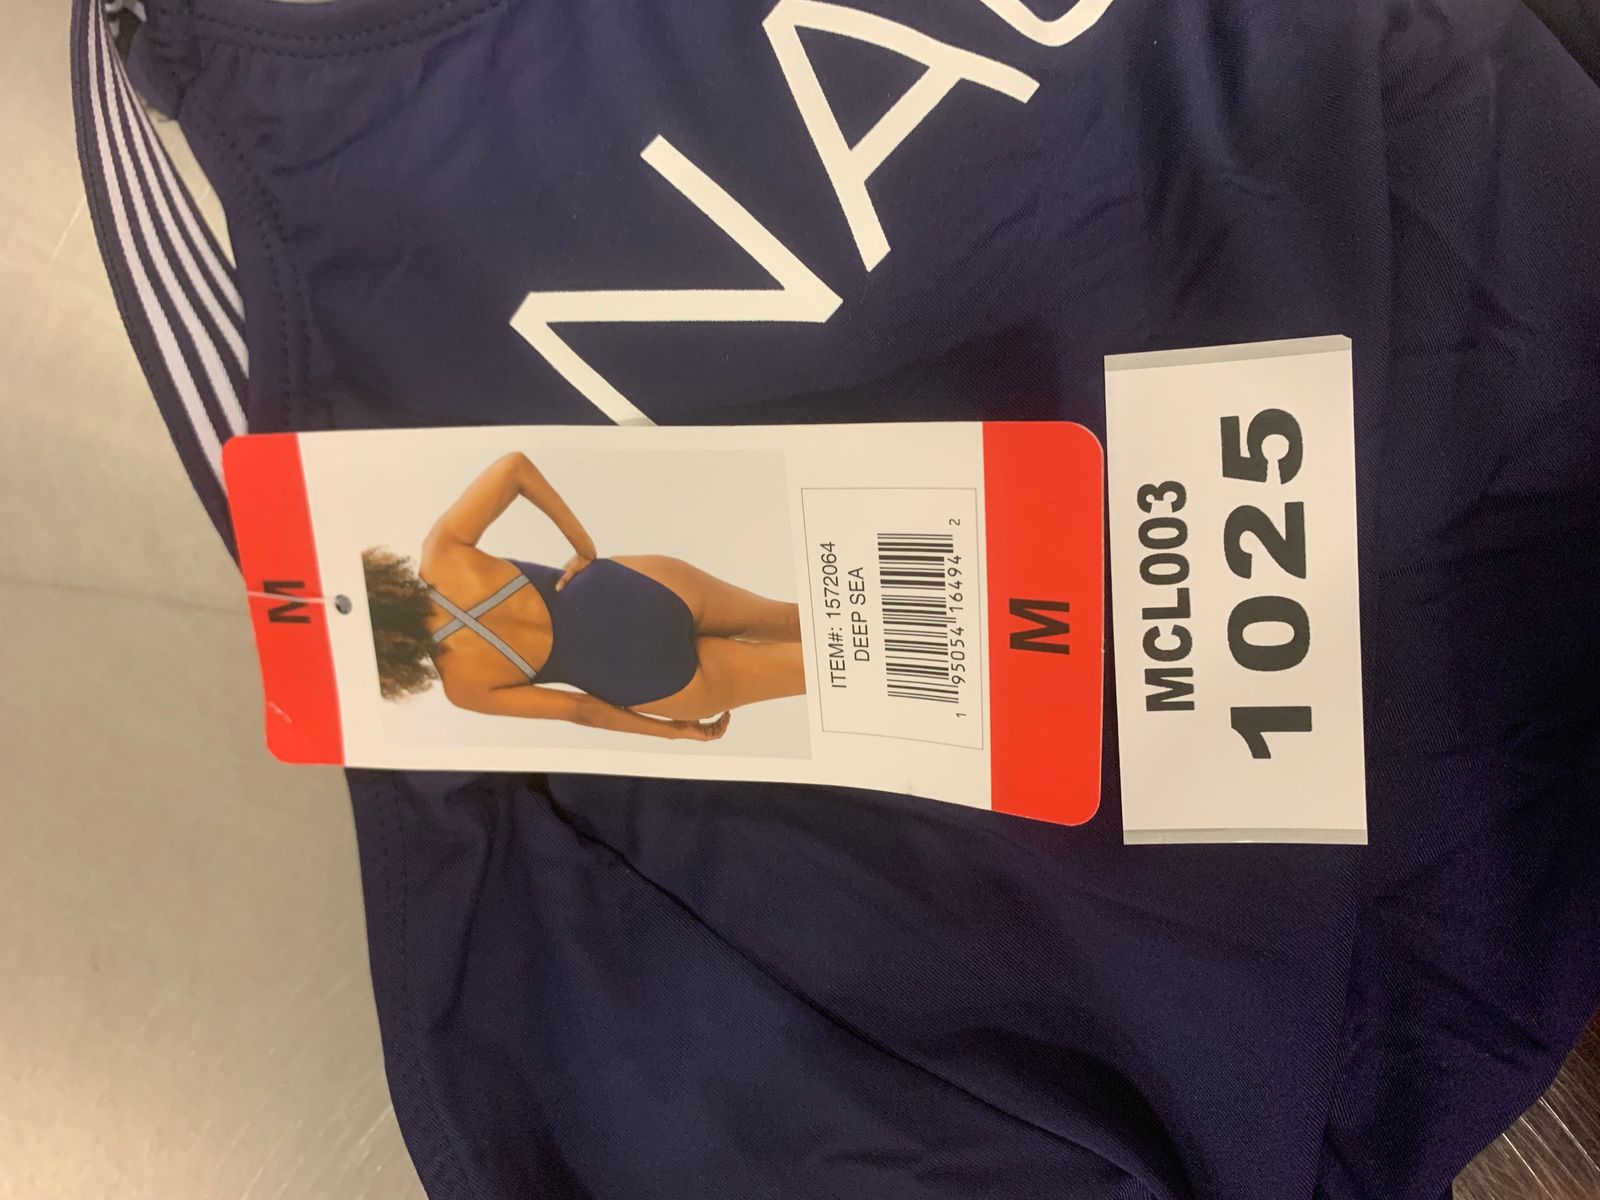 NAU
M
ITEM#: 1572064
DEEP SEA
1 95054 16494 2
M
MCL003
1025